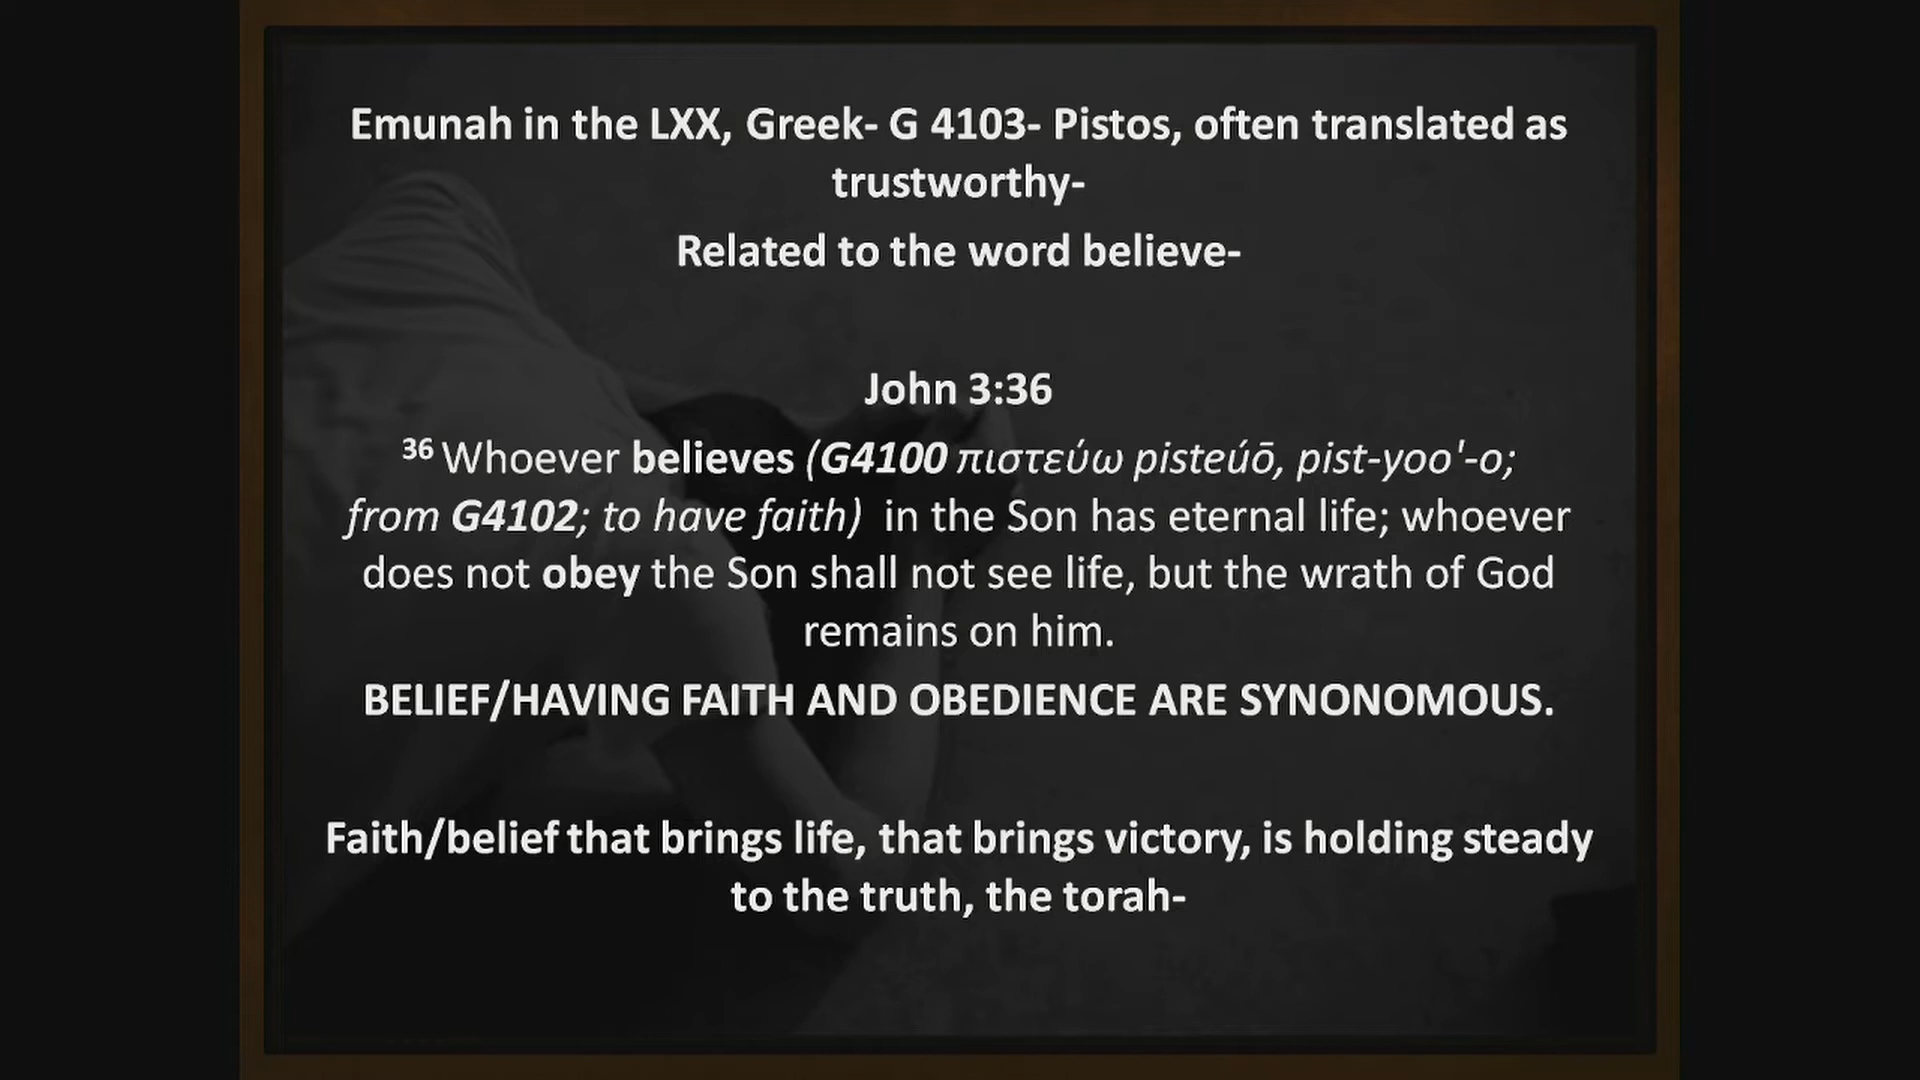 Emunah in the LXX, Greek- G 4103- Pistos, often translated as
trustworthy-
Related to the word believe-
John 3:36
36 Whoever believes (G4100 πιστεύω pisteúō, pist-yoo'-o;
from G4102; to have faith) in the Son has eternal life; whoever
does not obey the Son shall not see life, but the wrath of God
remains on him.
BELIEF/HAVING FAITH AND OBEDIENCE ARE SYNONOMOUS.
Faith/belief that brings life, that brings victory, is holding steady
to the truth, the torah-